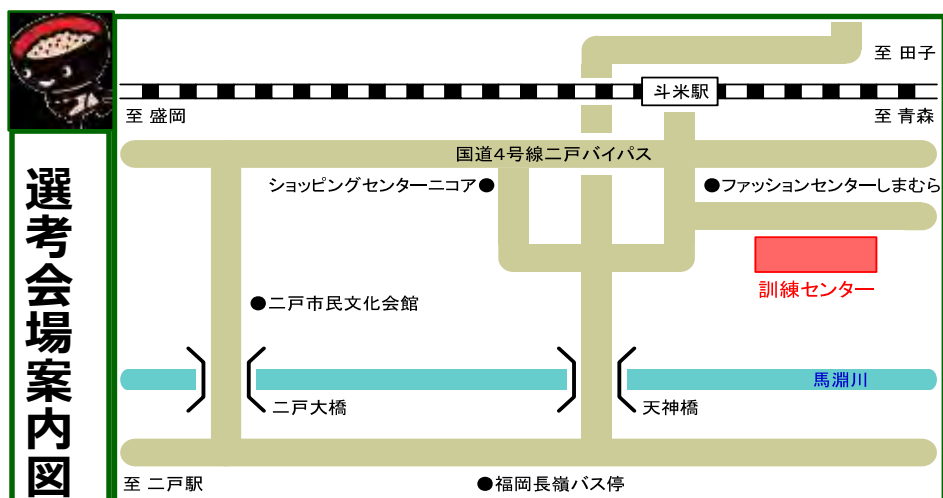 選考会場案内図
至 田子
斗米駅
至 盛岡
至 青森
国道4号線二戸バイパス
ショッピングセンターニコア●
●ファッションセンターしまむら
訓練センター
●二戸市民文化会館
馬淵川
二戸大橋
天神橋
至 二戸駅
●福岡長嶺バス停